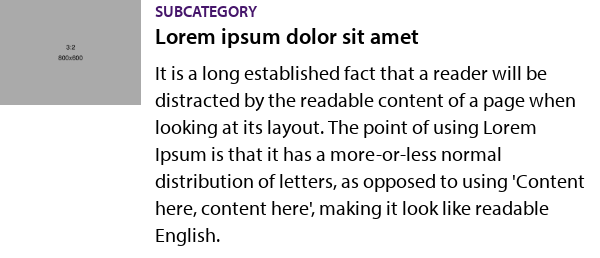 3:2
SUBCATEGORY
Lorem ipsum dolor sit amet
It is a long established fact that a reader will be
distracted by the readable content of a page when
looking at its layout. The point of using Lorem
Ipsum is that it has a more-or-less normal
distribution of letters, as opposed to using 'Content
here, content here', making it look like readable
English.